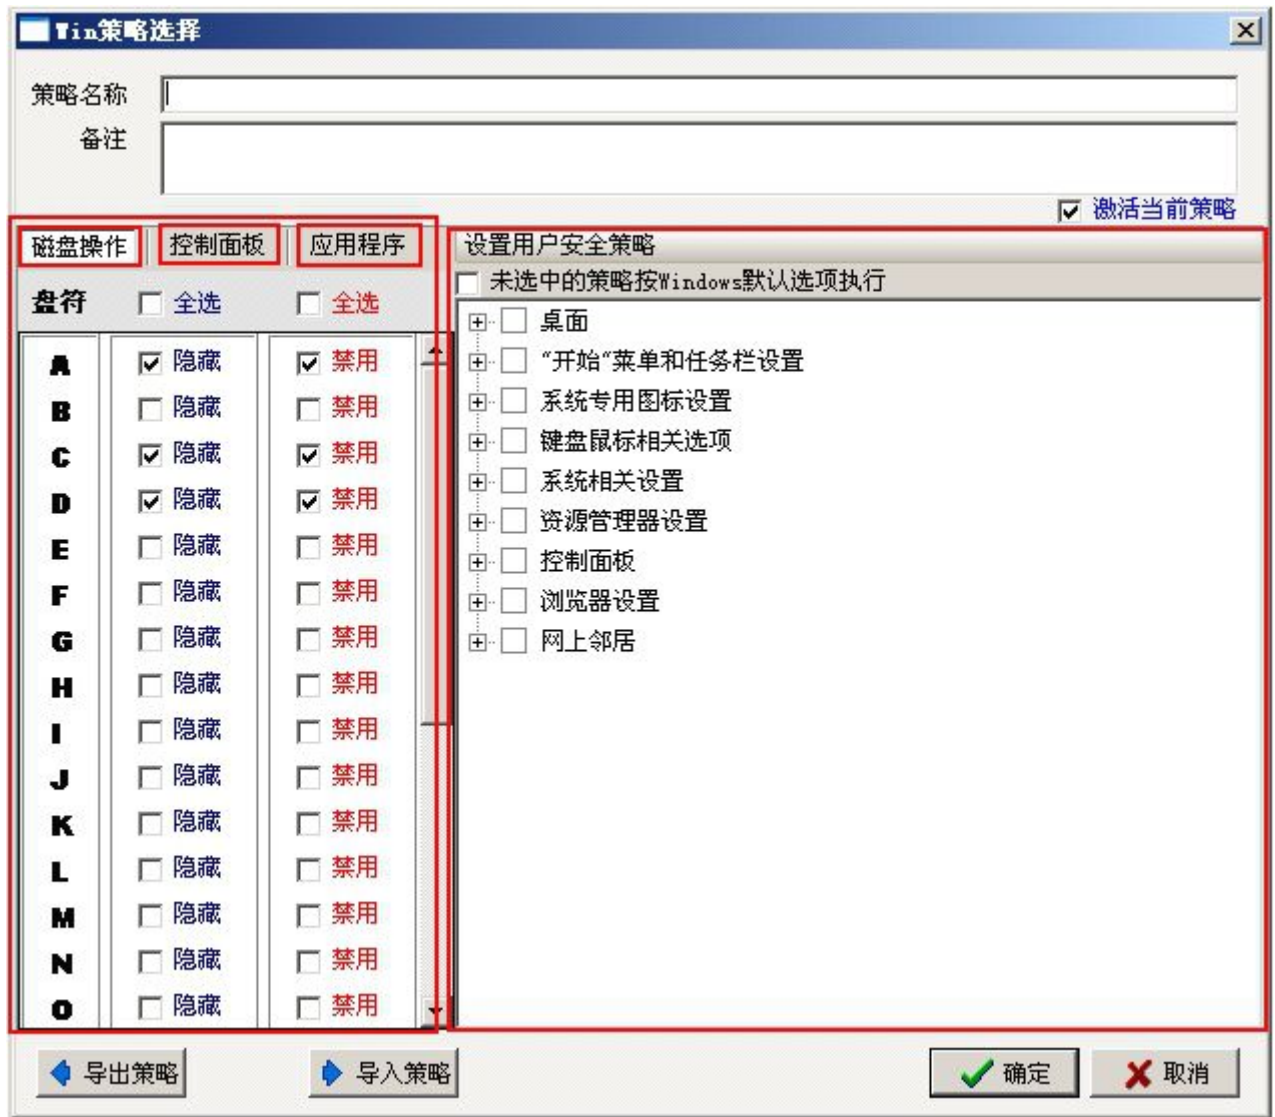 Win策略选择
策略名称
备注
激活当前策略
磁盘操作 控制面板 应用程序
盘符 全选 全选
A 隐藏 禁用
B 隐藏 禁用
C 隐藏 禁用
D 隐藏 禁用
E 隐藏 禁用
F 隐藏 禁用
G 隐藏 禁用
H 隐藏 禁用
I 隐藏 禁用
J 隐藏 禁用
K 隐藏 禁用
L 隐藏 禁用
M 隐藏 禁用
N 隐藏 禁用
O 隐藏 禁用
设置用户安全策略
未选中的策略按Windows默认选项执行
桌面
“开始“菜单和任务栏设置
系统专用图标设置
键盘鼠标相关选项
系统相关设置
资源管理器设置
控制面板
浏览器设置
网上邻居
导出策略 导入策略 确定 取消